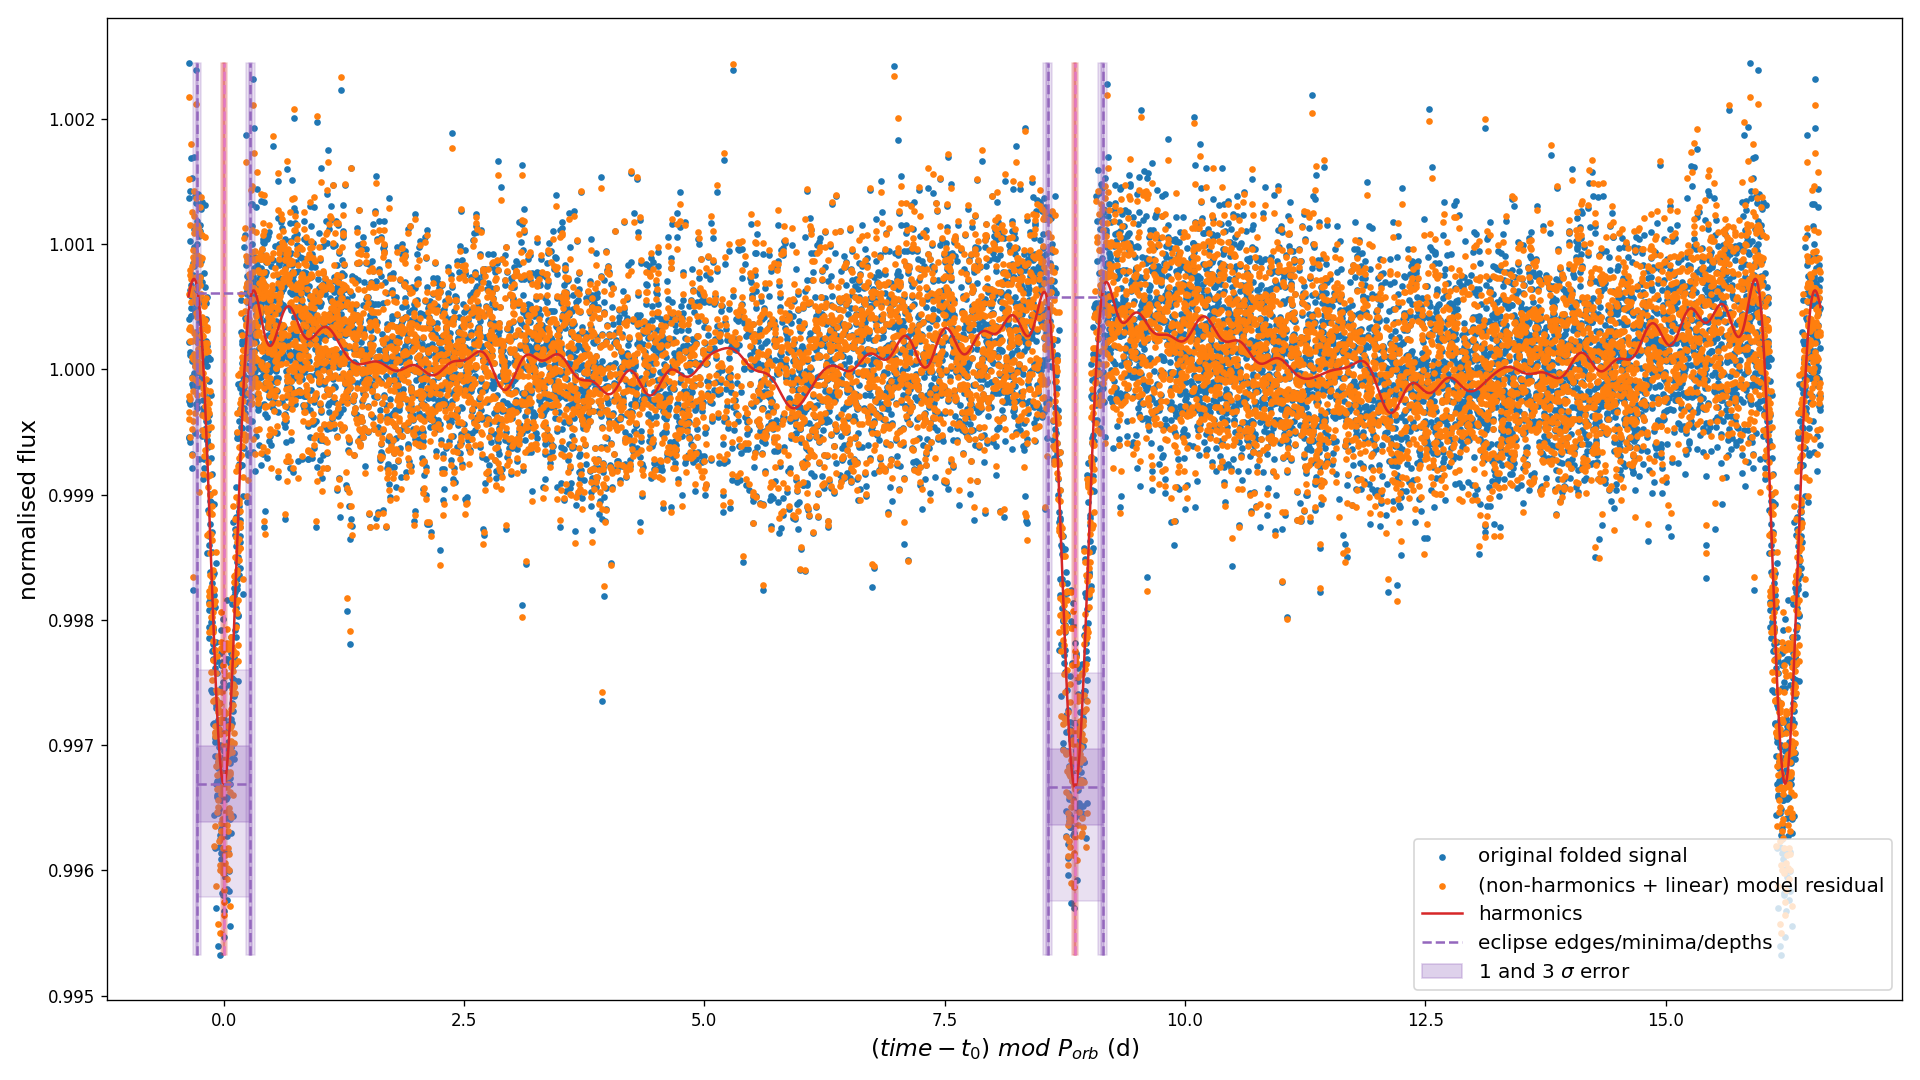 normalised flux
1.002
1.001
1.000
0.999
0.998
0.997
0.996
0.995
0.0
2.5
5.0
7.5
10.0
12.5
15.0
(time − t₀) mod Pₒᵣb (d)
original folded signal
(non-harmonics + linear) model residual
harmonics
eclipse edges/minima/depths
1 and 3 σ error